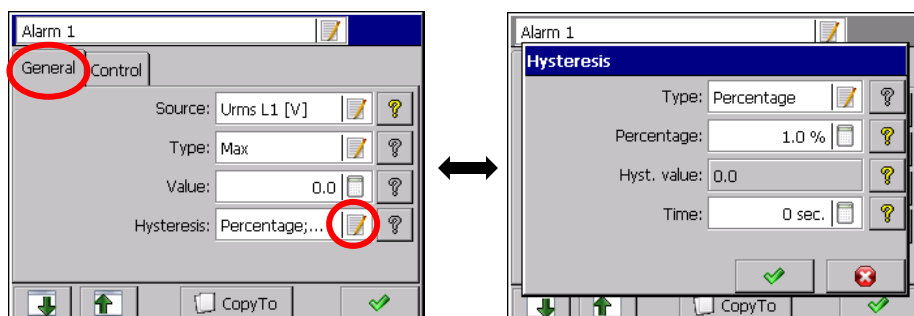 Alarm 1
General Control
Source: Urms L1 [V]
Type: Max
Value: 0.0
Hysteresis: Percentage;...
CopyTo
Alarm 1
Hysteresis
Type: Percentage
Percentage: 1.0 %
Hyst. value: 0.0
Time: 0 sec.
CopyTo